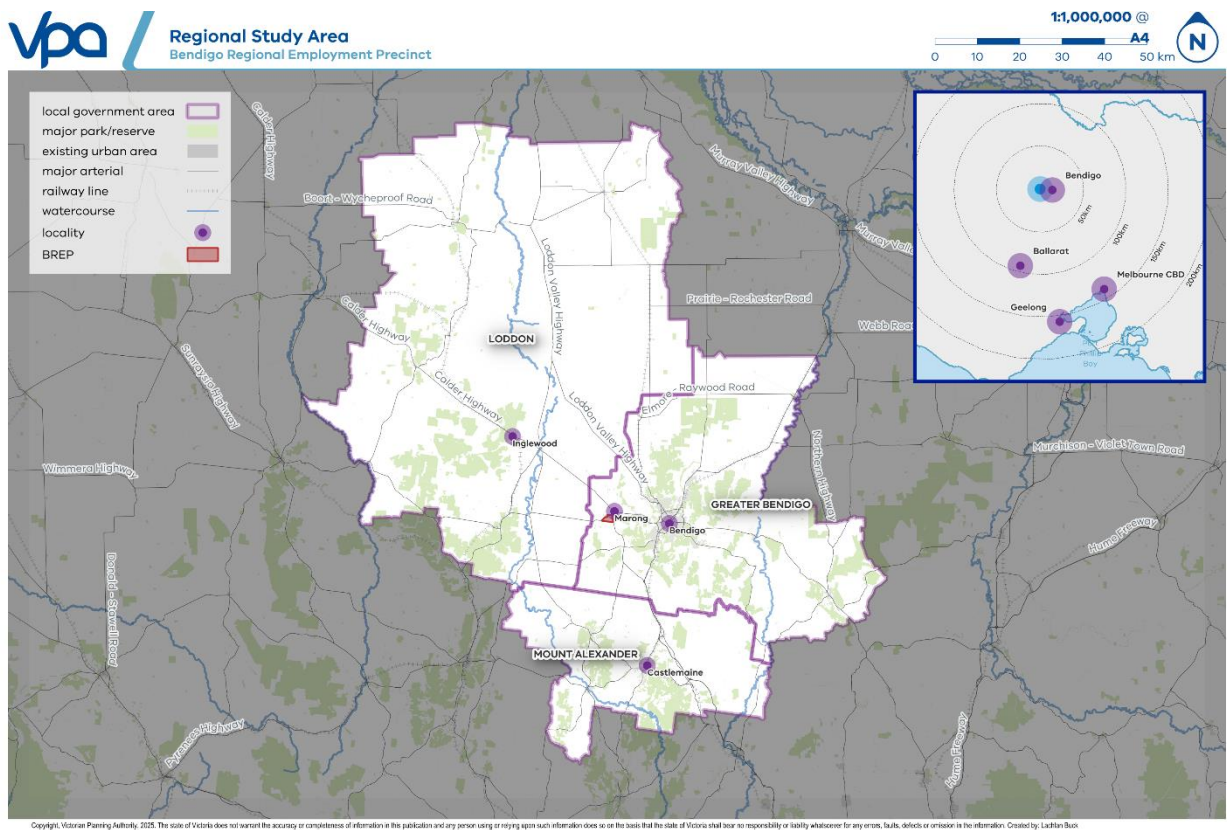 vpa
Regional Study Area
Bendigo Regional Employment Precinct
1:1,000,000 @
A4
0 10 20 30 40 50 km
N
local government area
major park/reserve
existing urban area
major arterial
railway line
watercourse
locality
BREP
Calder Highway
Boort - Wycheproof Road
Loddon Valley Highway
Murray Valley Highway
Murray Valle
Prairie - Rochester Road
Webb Road
Calder Highway
LODDON
Sunraysia Highway
Calder Highway
Loddon Valley Highway
Elmore
Raywood Road
Inglewood
Northern Highway
Murchison - Violet Town Road
Wimmera Highway
GREATER BENDIGO
Marong
Bendigo
Hume Freeway
Donald - Stawell Road
MOUNT ALEXANDER
Castlemaine
Pyrenees Highway
Hume Freeway
Bendigo
50km
100km
150km
200km
Ballarat
Melbourne CBD
Geelong
Bay
Copyright, Victorian Planning Authority, 2025. The state of Victoria does not warrant the accuracy or completeness of information in this publication and any person using or relying upon such information does so on the basis that the state of Victoria shall bear no responsibility or liability whatsoever for any errors, faults, defects or omission in the information. Created by: Lachlan Buck